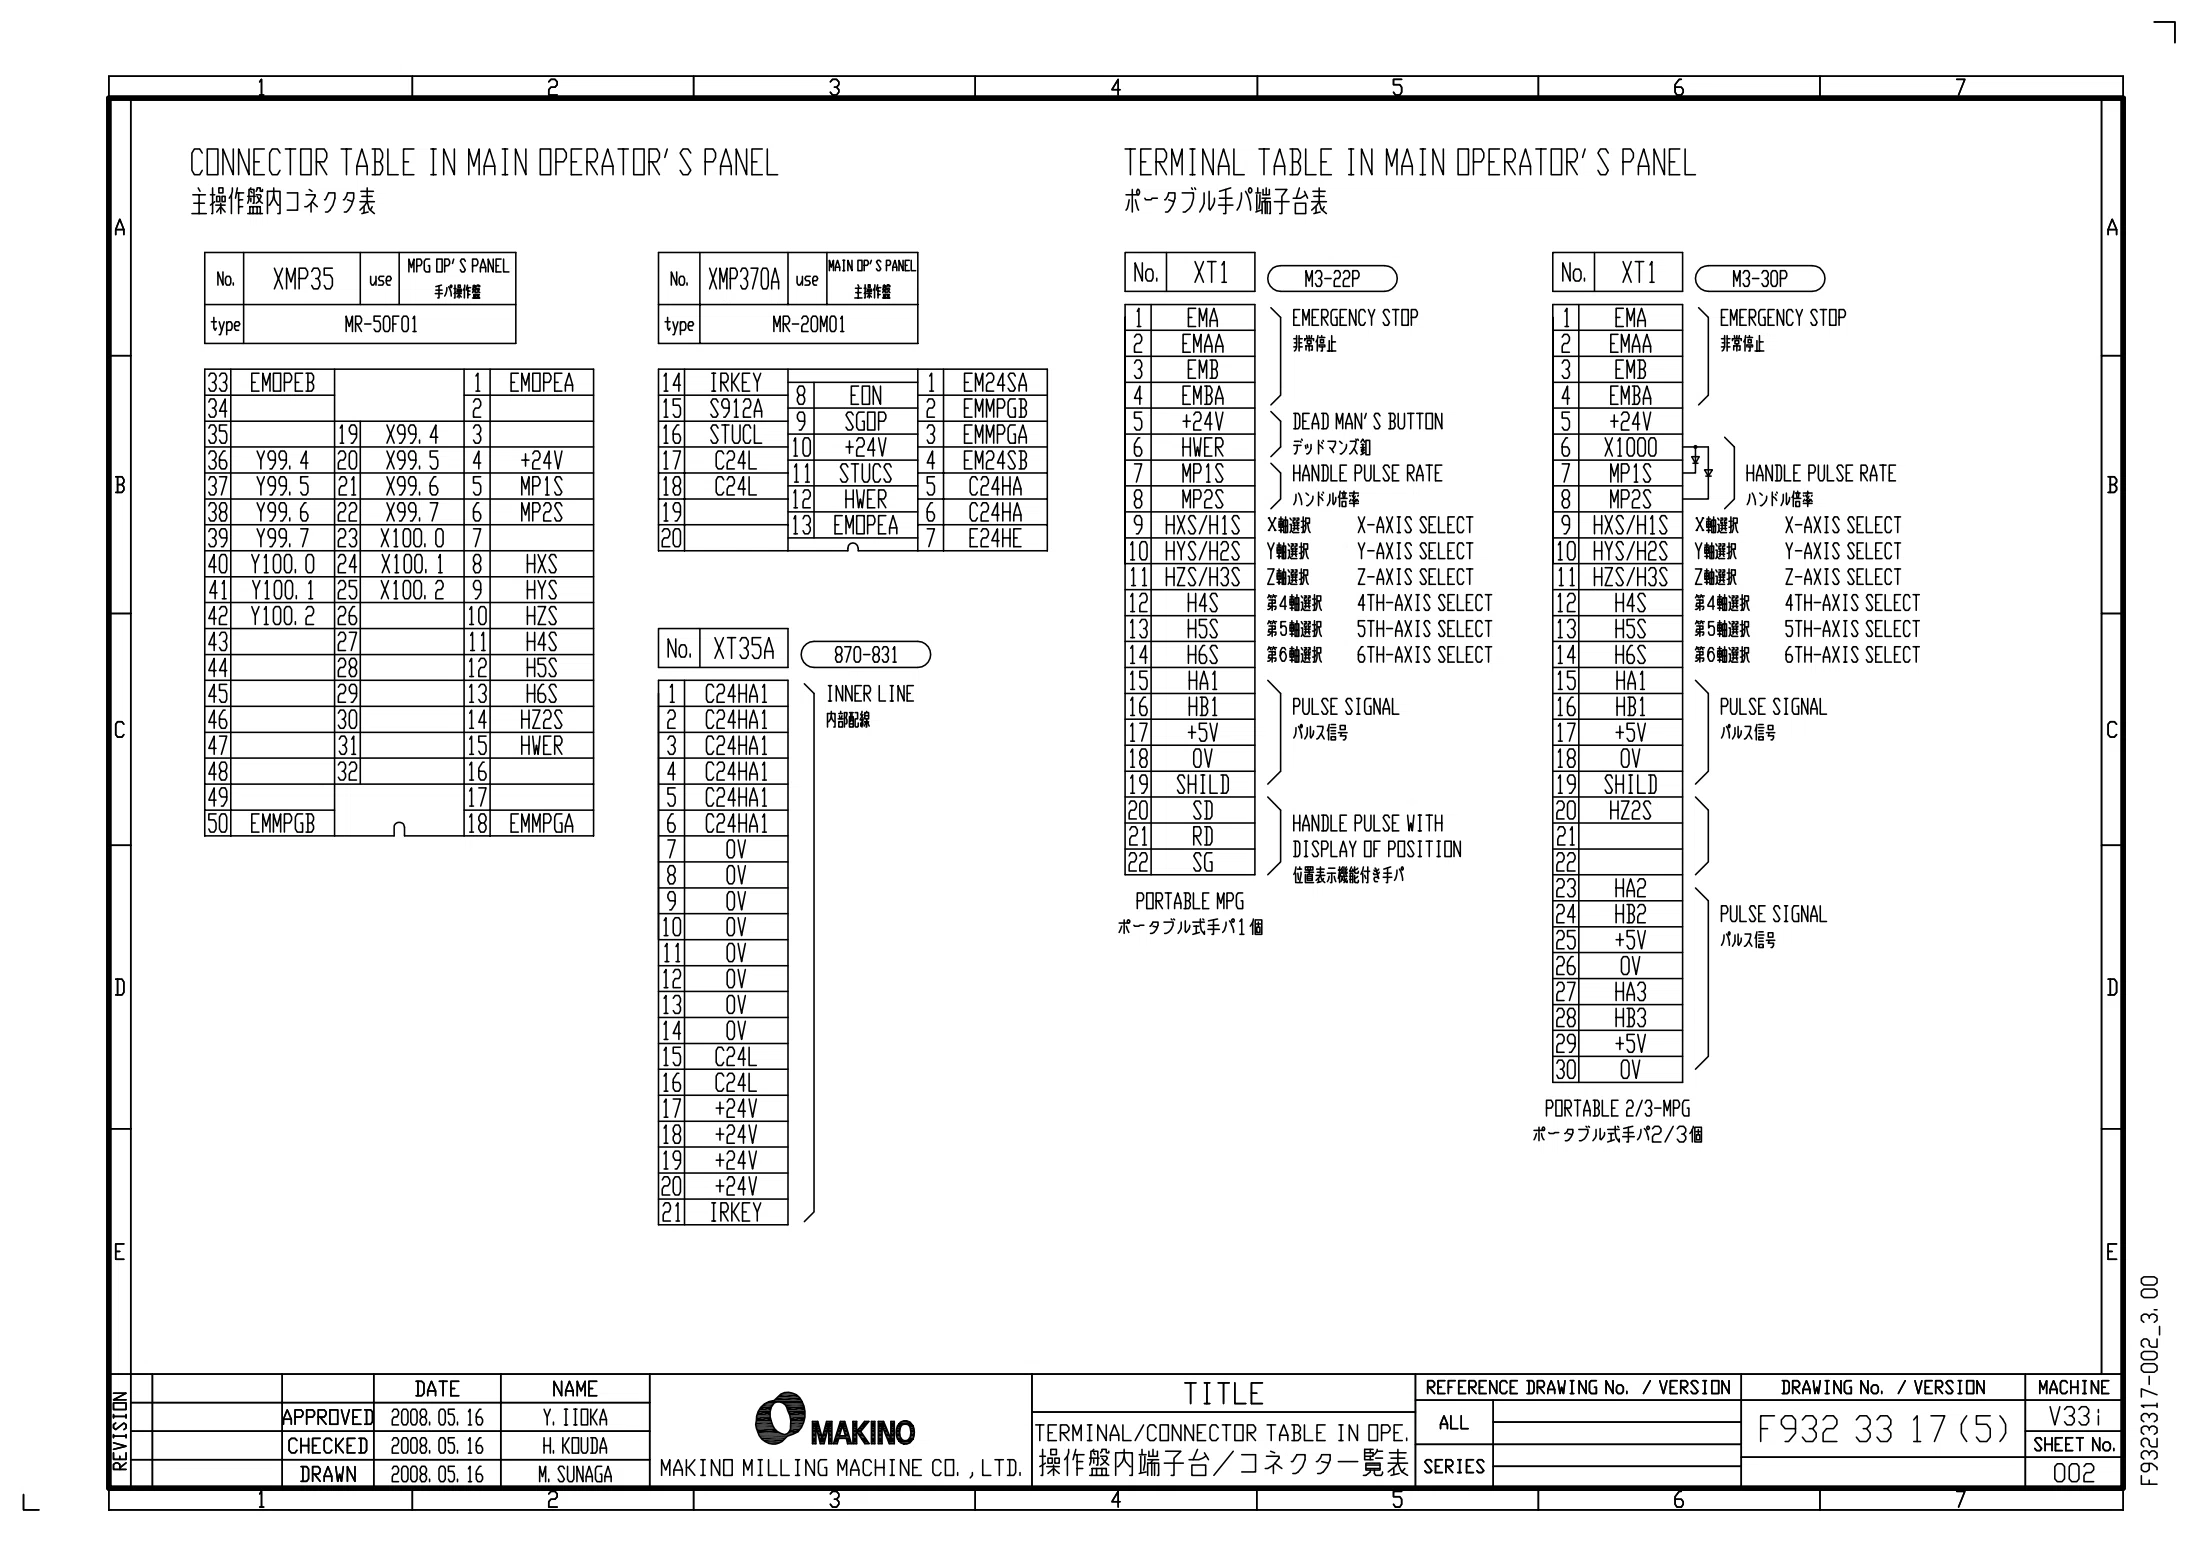 1 2 3 4 5 6 7
CONNECTOR TABLE IN MAIN OPERATOR'S PANEL
主操作盤内コネクタ表
No. XMP35 use MPG OP'S PANEL
手パ操作盤
type MR-50F01
33 EMOPEB 1 EMOPEA
34 2
35 19 X99.4 3
36 Y99.4 20 X99.5 4 +24V
37 Y99.5 21 X99.6 5 MP1S
38 Y99.6 22 X99.7 6 MP2S
39 Y99.7 23 X100.0 7
40 Y100.0 24 X100.1 8 HXS
41 Y100.1 25 X100.2 9 HYS
42 Y100.2 26 10 HZS
43 27 11 H4S
44 28 12 H5S
45 29 13 H6S
46 30 14 HZ2S
47 31 15 HWER
48 32 16
49 17
50 EMMPGB 18 EMMPGA
No. XMP370A use MAIN OP'S PANEL
主操作盤
type MR-20M01
14 IRKEY 1 EM24SA
8 EON
15 S912A 2 EMMPGB
9 SGOP
16 STUCL 3 EMMPGA
10 +24V
17 C24L 4 EM24SB
11 STUCS
18 C24L 5 C24HA
12 HWER
19 6 C24HA
13 EMOPEA
20 7 E24HE
No. XT35A 870-831
1 C24HA1 INNER LINE
2 C24HA1 内部配線
3 C24HA1
4 C24HA1
5 C24HA1
6 C24HA1
7 0V
8 0V
9 0V
10 0V
11 0V
12 0V
13 0V
14 0V
15 C24L
16 C24L
17 +24V
18 +24V
19 +24V
20 +24V
21 IRKEY
TERMINAL TABLE IN MAIN OPERATOR'S PANEL
ポータブル手パ端子台表
No. XT1 M3-22P
1 EMA EMERGENCY STOP
2 EMAA 非常停止
3 EMB
4 EMBA
5 +24V DEAD MAN'S BUTTON
6 HWER デッドマンズ釦
7 MP1S HANDLE PULSE RATE
8 MP2S ハンドル倍率
9 HXS/H1S X軸選択 X-AXIS SELECT
10 HYS/H2S Y軸選択 Y-AXIS SELECT
11 HZS/H3S Z軸選択 Z-AXIS SELECT
12 H4S 第4軸選択 4TH-AXIS SELECT
13 H5S 第5軸選択 5TH-AXIS SELECT
14 H6S 第6軸選択 6TH-AXIS SELECT
15 HA1
16 HB1 PULSE SIGNAL
17 +5V パルス信号
18 0V
19 SHILD
20 SD
21 RD
22 SG
HANDLE PULSE WITH
DISPLAY OF POSITION
位置表示機能付き手パ
PORTABLE MPG
ポータブル式手パ1個
No. XT1 M3-30P
1 EMA EMERGENCY STOP
2 EMAA 非常停止
3 EMB
4 EMBA
5 +24V
6 X1000
7 MP1S HANDLE PULSE RATE
8 MP2S ハンドル倍率
9 HXS/H1S X軸選択 X-AXIS SELECT
10 HYS/H2S Y軸選択 Y-AXIS SELECT
11 HZS/H3S Z軸選択 Z-AXIS SELECT
12 H4S 第4軸選択 4TH-AXIS SELECT
13 H5S 第5軸選択 5TH-AXIS SELECT
14 H6S 第6軸選択 6TH-AXIS SELECT
15 HA1
16 HB1 PULSE SIGNAL
17 +5V パルス信号
18 0V
19 SHILD
20 HZ2S
21
22
23 HA2
24 HB2 PULSE SIGNAL
25 +5V パルス信号
26 0V
27 HA3
28 HB3
29 +5V
30 0V
PORTABLE 2/3-MPG
ポータブル式手パ2/3個
A A
B B
C C
D D
E E
REVISION
DATE NAME
APPROVED 2008.05.16 Y. IIOKA
CHECKED 2008.05.16 H. KOUDA
DRAWN 2008.05.16 M. SUNAGA
MAKINO
MAKINO MILLING MACHINE CO.,LTD.
TITLE
TERMINAL/CONNECTOR TABLE IN OPE.
操作盤内端子台/コネクター覧表
REFERENCE DRAWING No. / VERSION
ALL
SERIES
DRAWING No. / VERSION
F932 33 17(5)
MACHINE
V33i
SHEET No.
002
1 2 3 4 5 6 7
F9323317-002_3.00